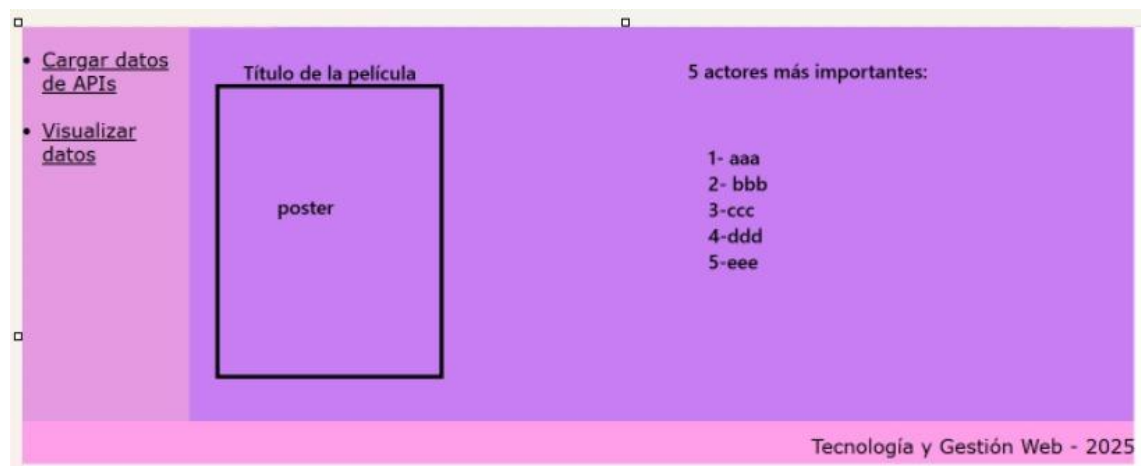 Cargar datos
de APIs
Visualizar
datos
Título de la película
poster
5 actores más importantes:
1- aaa
2- bbb
3-ccc
4-ddd
5-eee
Tecnología y Gestión Web - 2025